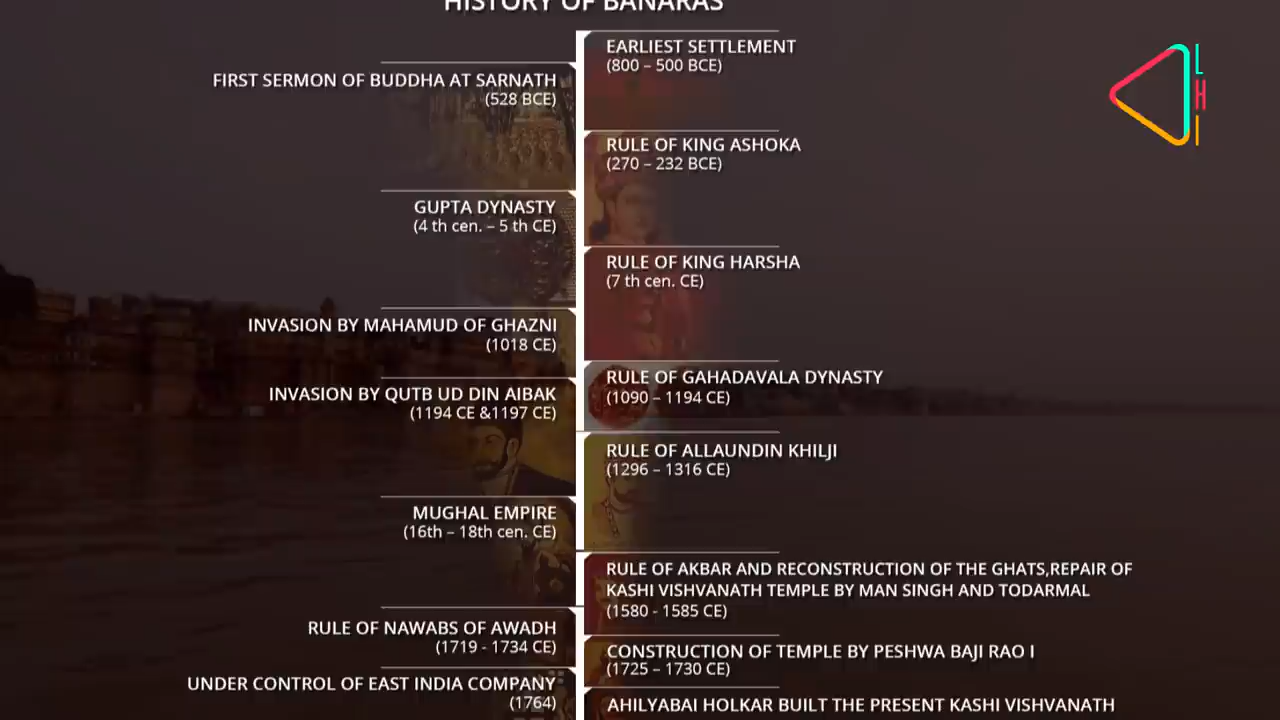 HISTORY OF BANARAS
EARLIEST SETTLEMENT
(800 – 500 BCE)
FIRST SERMON OF BUDDHA AT SARNATH
(528 BCE)
RULE OF KING ASHOKA
(270 – 232 BCE)
GUPTA DYNASTY
(4 th cen. – 5 th CE)
RULE OF KING HARSHA
(7 th cen. CE)
INVASION BY MAHAMUD OF GHAZNI
(1018 CE)
RULE OF GAHADAVALA DYNASTY
(1090 – 1194 CE)
INVASION BY QUTB UD DIN AIBAK
(1194 CE &1197 CE)
RULE OF ALLAUNDIN KHILJI
(1296 – 1316 CE)
MUGHAL EMPIRE
(16th – 18th cen. CE)
RULE OF AKBAR AND RECONSTRUCTION OF THE GHATS,REPAIR OF
KASHI VISHVANATH TEMPLE BY MAN SINGH AND TODARMAL
(1580 - 1585 CE)
RULE OF NAWABS OF AWADH
(1719 - 1734 CE)
CONSTRUCTION OF TEMPLE BY PESHWA BAJI RAO I
(1725 – 1730 CE)
UNDER CONTROL OF EAST INDIA COMPANY
(1764)
AHILYABAI HOLKAR BUILT THE PRESENT KASHI VISHVANATH
L
H
I